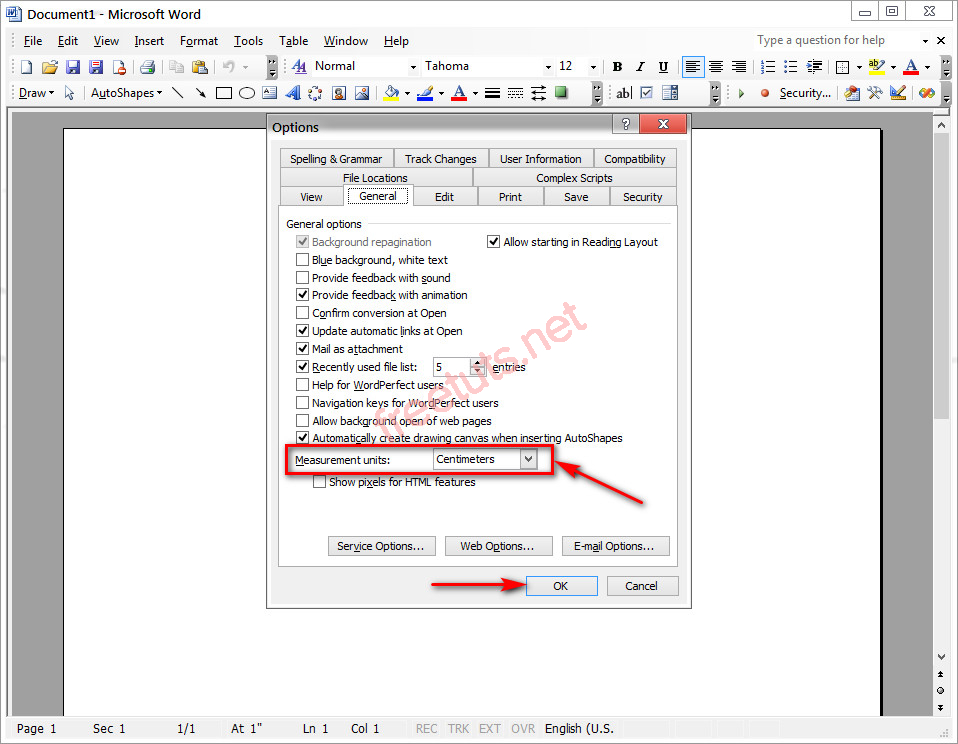 Document1 - Microsoft Word
File Edit View Insert Format Tools Table Window Help Type a question for help
Normal Tahoma 12 B I U
Draw AutoShapes ab| Security...
Options
Spelling & Grammar Track Changes User Information Compatibility
File Locations Complex Scripts
View General Edit Print Save Security
General options
Background repagination Allow starting in Reading Layout
Blue background, white text
Provide feedback with sound
Provide feedback with animation
Confirm conversion at Open
Update automatic links at Open
Mail as attachment
Recently used file list: 5 entries
Help for WordPerfect users
Navigation keys for WordPerfect users
Allow background open of web pages
Automatically create drawing canvas when inserting AutoShapes
Measurement units: Centimeters
Show pixels for HTML features
freetuts.net
Service Options... Web Options... E-mail Options...
OK Cancel
Page 1 Sec 1 1/1 At 1" Ln 1 Col 1 REC TRK EXT OVR English (U.S.